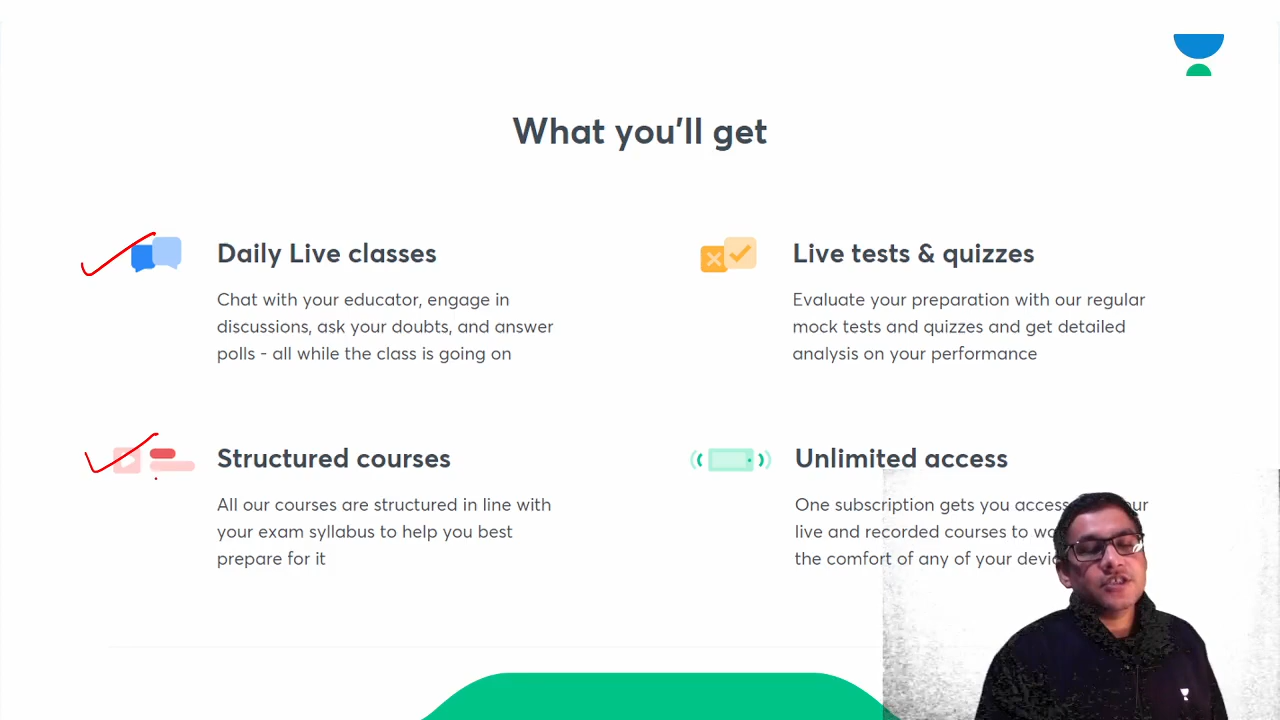 What you'll get
Daily Live classes
Chat with your educator, engage in
discussions, ask your doubts, and answer
polls - all while the class is going on
Live tests & quizzes
Evaluate your preparation with our regular
mock tests and quizzes and get detailed
analysis on your performance
Structured courses
All our courses are structured in line with
your exam syllabus to help you best
prepare for it
Unlimited access
One subscription gets you access
live and recorded courses to
the comfort of any of your